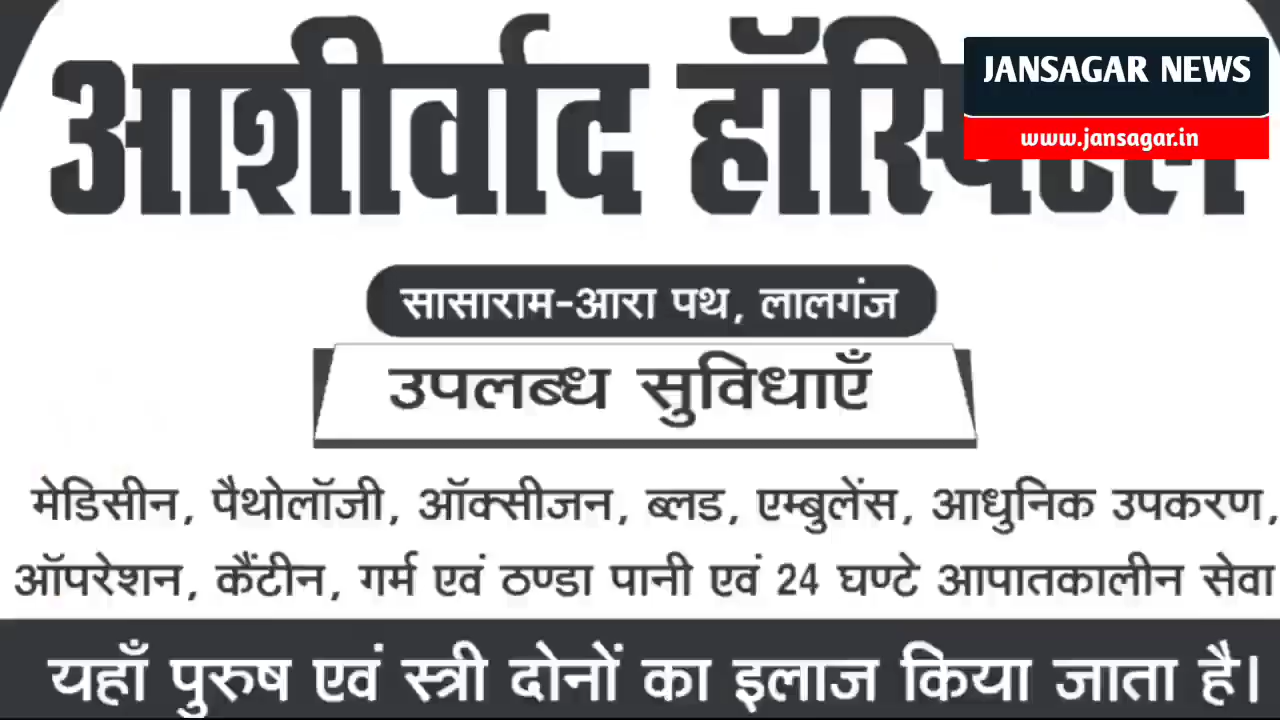 आशीर्वाद हॉस्पिटल
JANSAGAR NEWS
www.jansagar.in
सासाराम-आरा पथ, लालगंज
उपलब्ध सुविधाएँ
मेडिसीन, पैथोलॉजी, ऑक्सीजन, ब्लड, एम्बुलेंस, आधुनिक उपकरण,
ऑपरेशन, कैंटीन, गर्म एवं ठण्डा पानी एवं 24 घण्टे आपातकालीन सेवा
यहाँ पुरुष एवं स्त्री दोनों का इलाज किया जाता है।